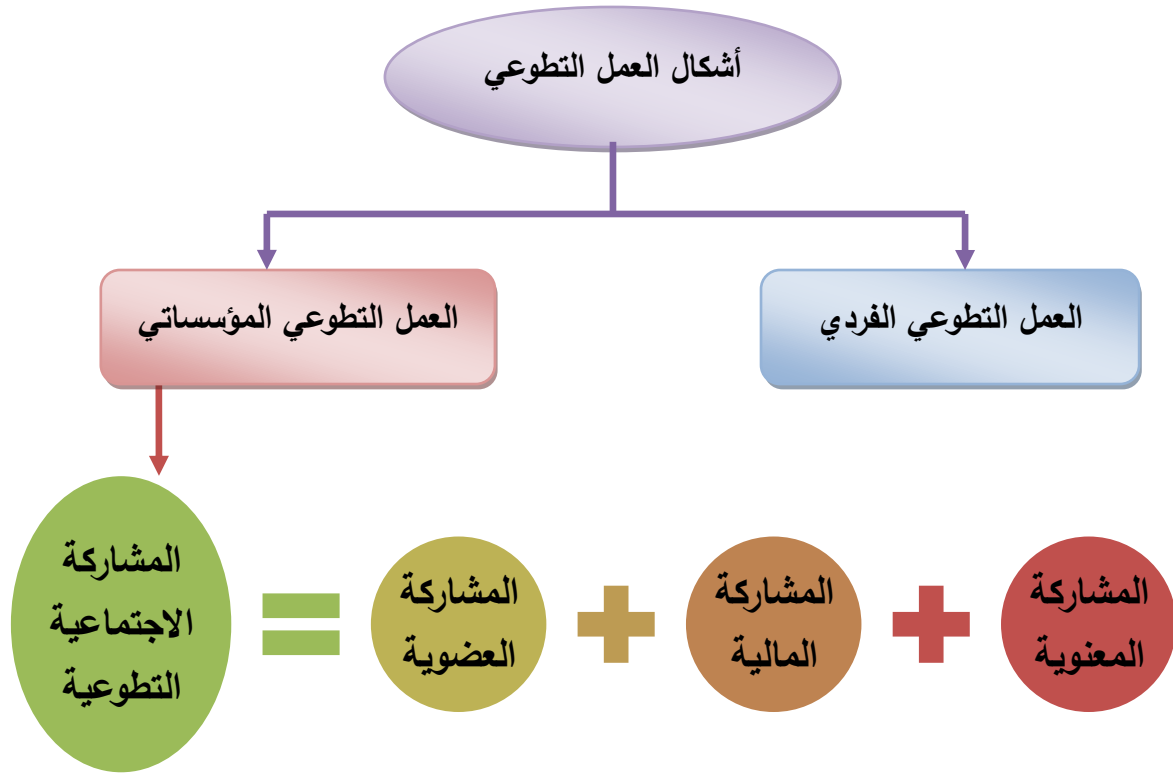 أشكال العمل التطوعي
العمل التطوعي الفردي
العمل التطوعي المؤسساتي
المشاركة
المعنوية
+
المشاركة
المالية
+
المشاركة
العضوية
=
المشاركة
الاجتماعية
التطوعية